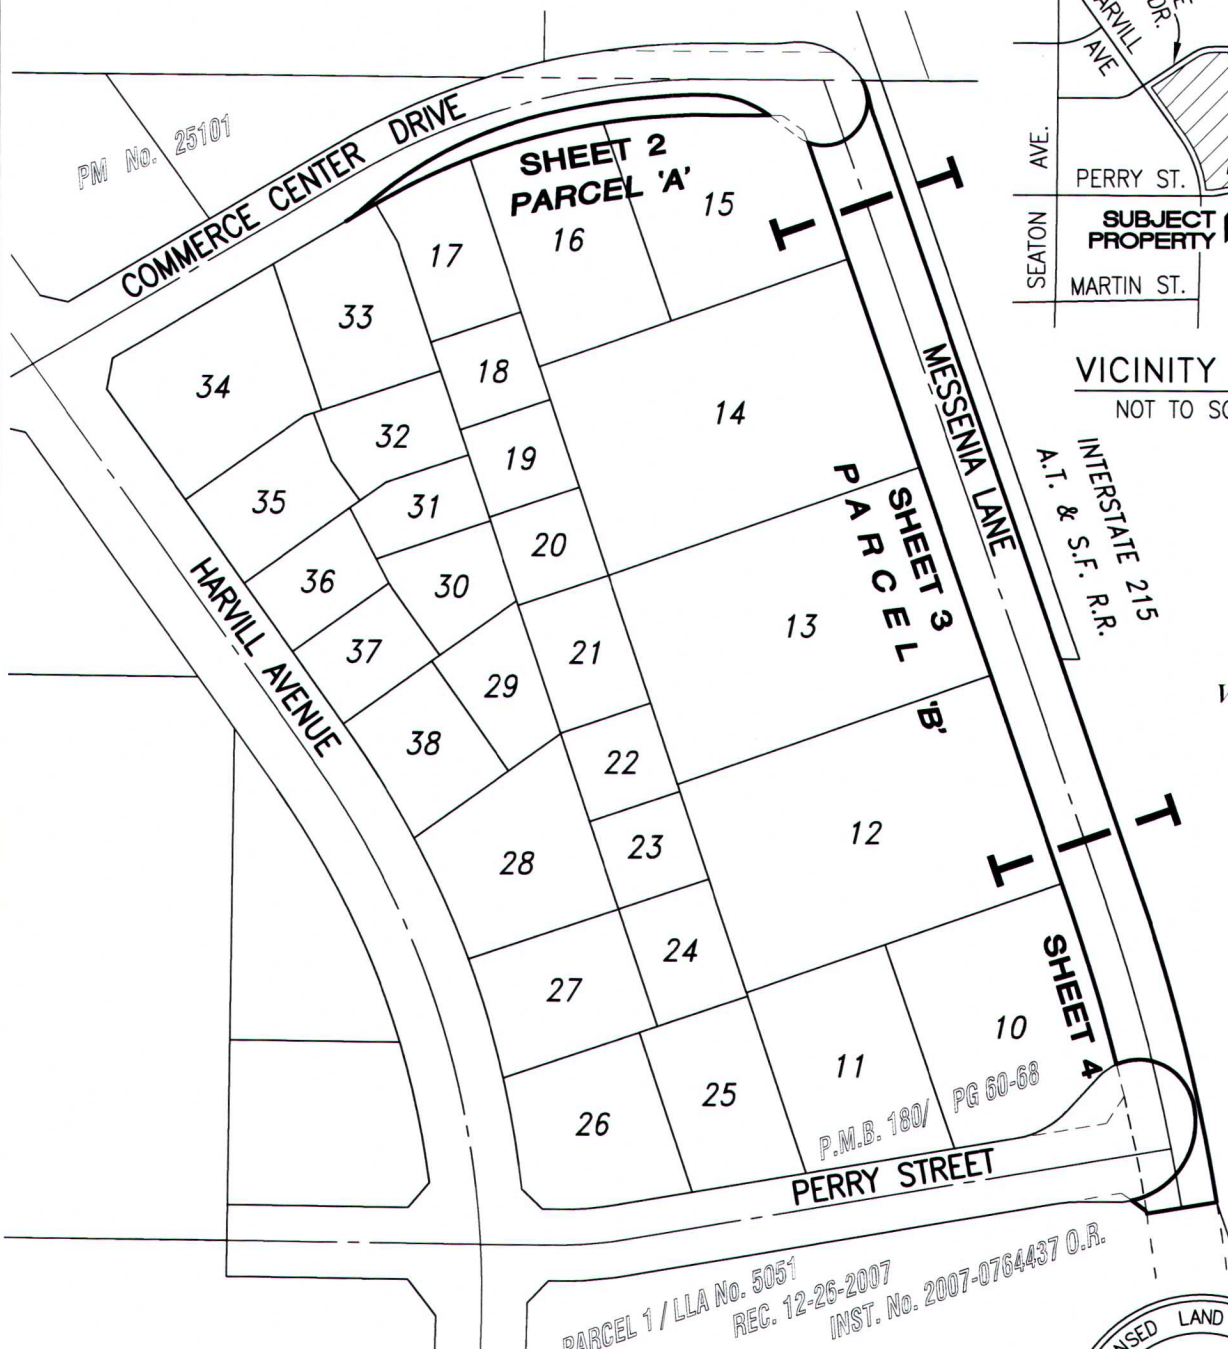 PM No. 25101
COMMERCE CENTER DRIVE
SHEET 2
PARCEL 'A'
15
16
17
33
34
18
14
32
19
35
31
20
36
30
13
37
21
29
38
22
12
23
28
24
27
10
11
25
26
HARVILL AVENUE
MESSENIA LANE
SHEET 3
PARCEL 'B'
SHEET 4
INTERSTATE 215
A.T. & S.F. R.R.
P.M.B. 180/ PG 60-68
PERRY STREET
PARCEL 1 / LLA No. 5051
REC. 12-26-2007
INST. No. 2007-0764437 O.R.
DR.
AVE
SEATON AVE.
PERRY ST.
SUBJECT
PROPERTY
MARTIN ST.
VICINITY
NOT TO
LAND